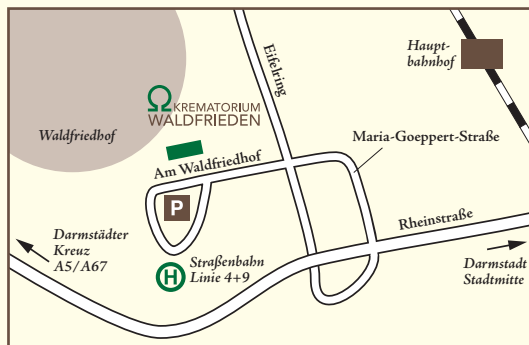 Eifelring
Haupt-
bahnhof
Ω KREMATORIUM
WALDFRIEDEN
Waldfriedhof
Maria-Goeppert-Straße
Am Waldfriedhof
P
Rheinstraße
Darmstädter
Kreuz
A5/A67
H
Straßenbahn
Linie 4+9
Darmstadt
Stadtmitte